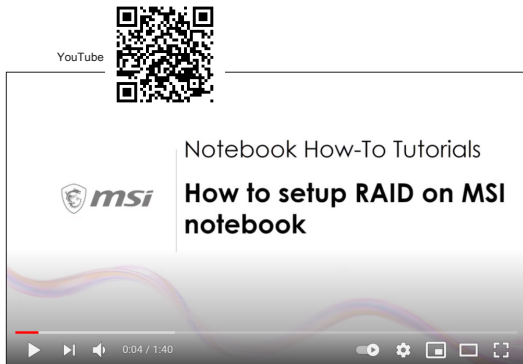 YouTube
Notebook How-To Tutorials
msi
How to setup RAID on MSI
notebook
0:04 / 1:40